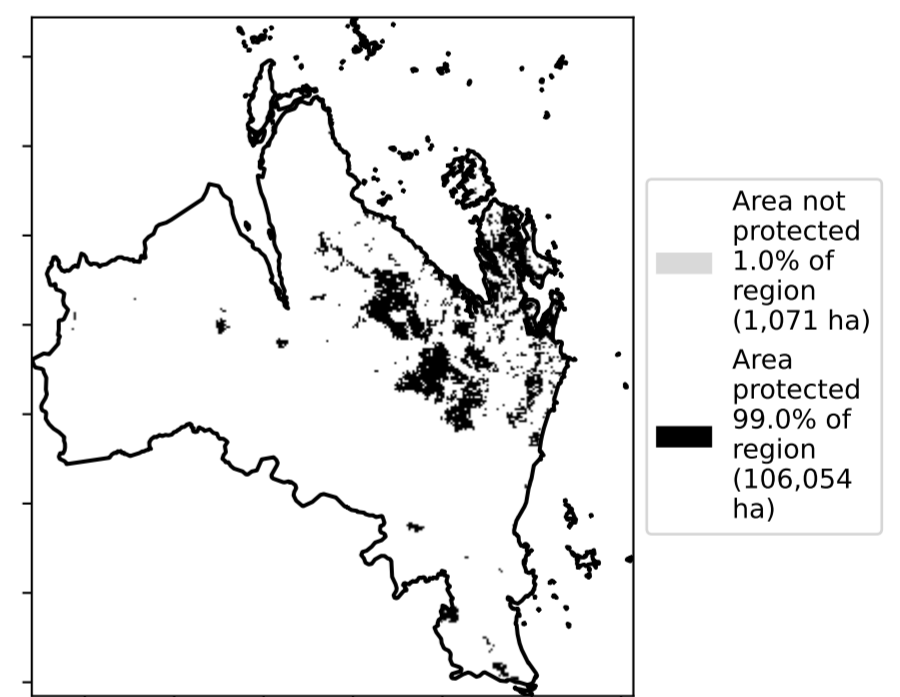 Area not
protected
1.0% of
region
(1,071 ha)
Area
protected
99.0% of
region
(106,054
ha)